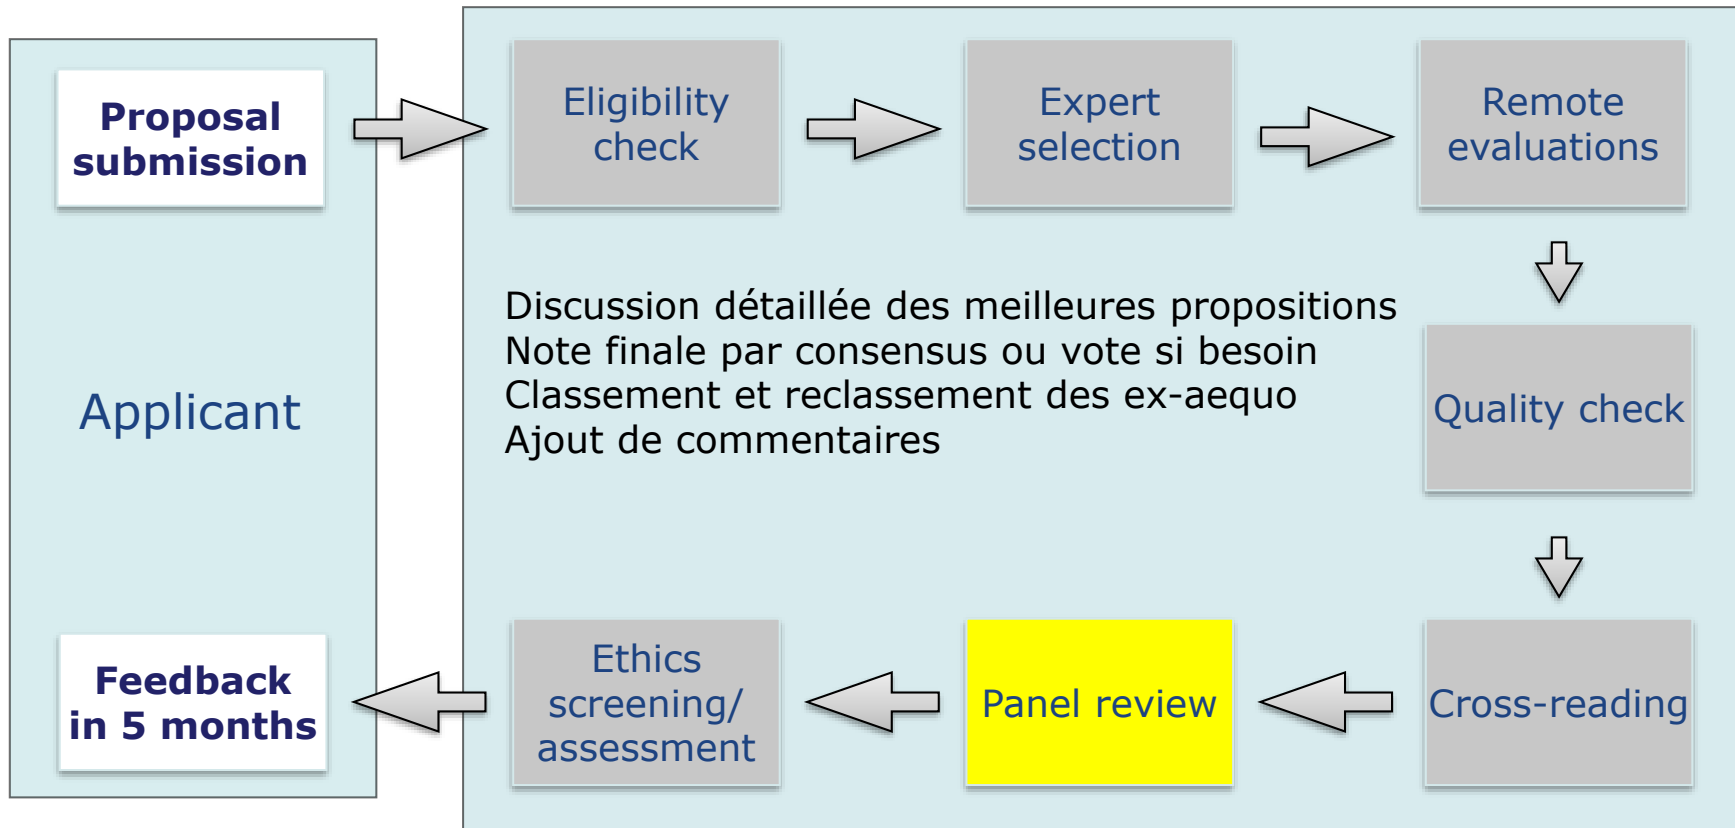 Proposal
submission
Eligibility
check
Expert
selection
Remote
evaluations
Discussion détaillée des meilleures propositions
Note finale par consensus ou vote si besoin
Classement et reclassement des ex-aequo
Ajout de commentaires
Applicant
Quality check
Feedback
in 5 months
Ethics
screening/
assessment
Panel review
Cross-reading